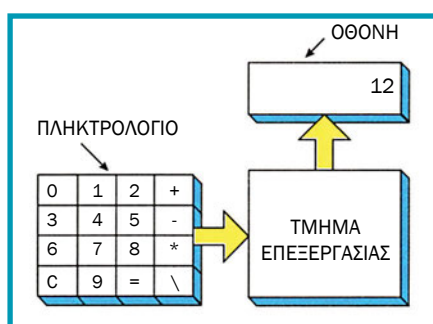 ΟΘΟΝΗ
12
ΠΛΗΚΤΡΟΛΟΓΙΟ
0 1 2 +
3 4 5 -
6 7 8 *
C 9 = \
ΤΜΗΜΑ
ΕΠΕΞΕΡΓΑΣΙΑΣ